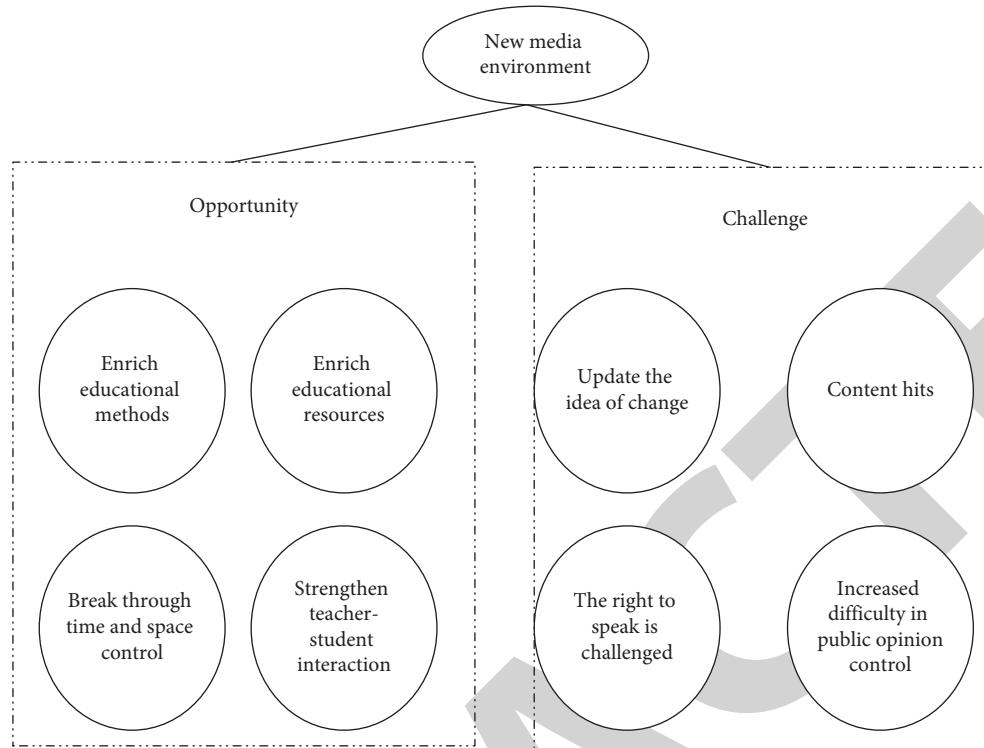 New media
environment
Opportunity
Challenge
Enrich
educational
methods
Enrich
educational
resources
Update the
idea of change
Content hits
Break through
time and space
control
Strengthen
teacher-
student
interaction
The right to
speak is
challenged
Increased
difficulty in
public opinion
control